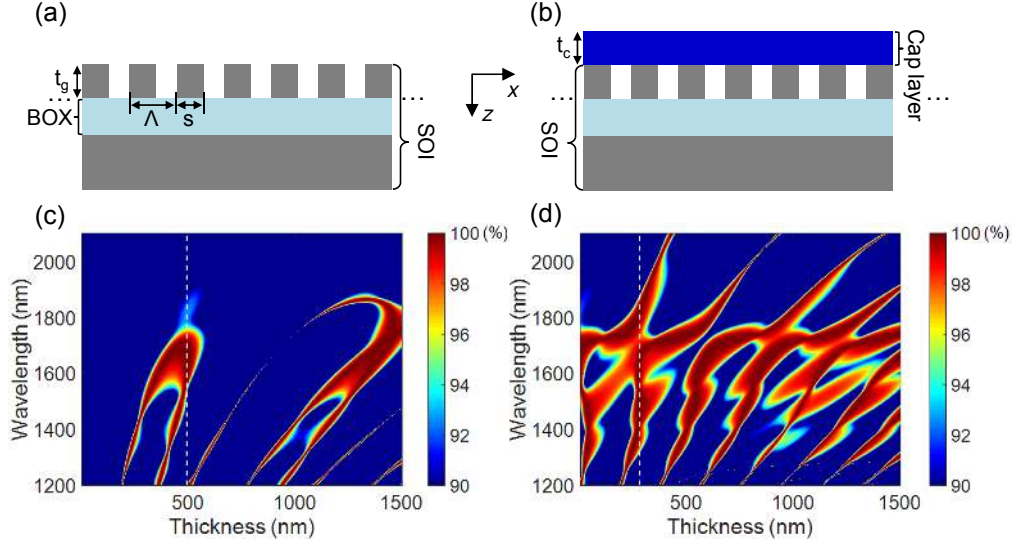 (a)
t_g
BOX
...
Λ
s
...
SOI
x
z
(b)
t_c
Cap layer
SOI
...
(c)
Wavelength (nm)
2000
1800
1600
1400
1200
500
1000
1500
Thickness (nm)
100 (%)
98
96
94
92
90
(d)
Wavelength (nm)
2000
1800
1600
1400
1200
500
1000
1500
Thickness (nm)
100 (%)
98
96
94
92
90